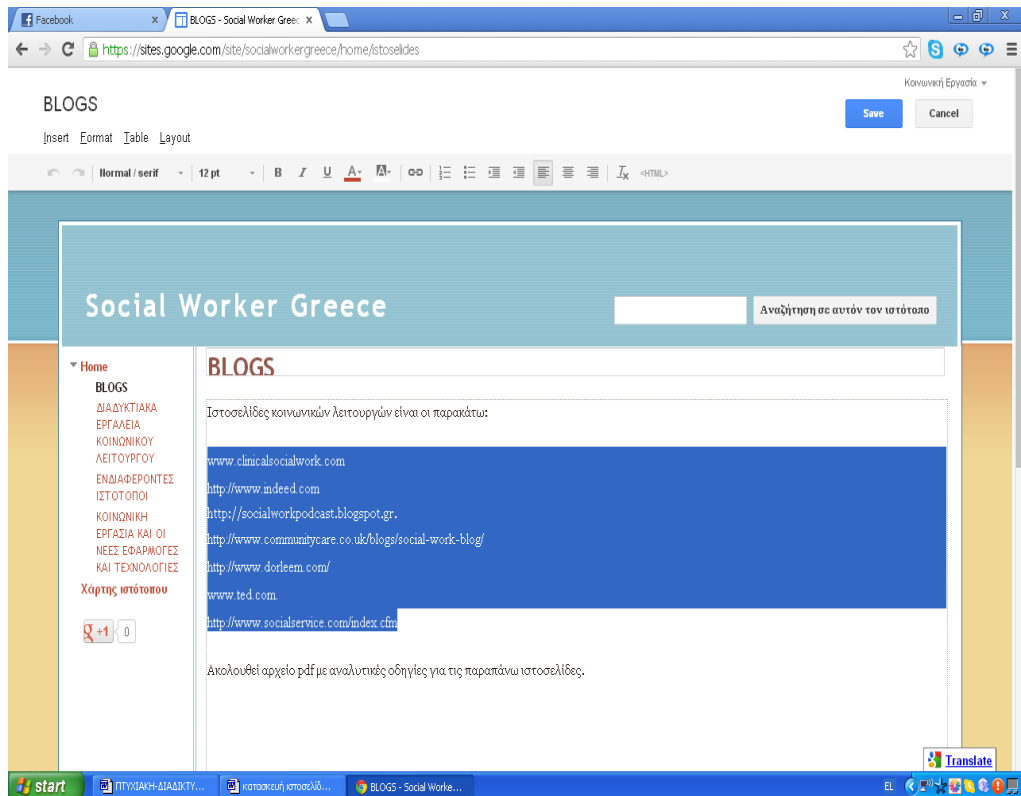 Facebook
BLOGS - Social Worker Greec
https://sites.google.com/site/socialworkergreece/home/istoselides
Κοινωνική Εργασία
BLOGS
Save
Cancel
Insert Format Table Layout
Normal / serif
12 pt
B I U A A
<HTML>
Social Worker Greece
Αναζήτηση σε αυτόν τον ιστότοπο
Home
BLOGS
ΔΙΑΔΥΚΤΙΑΚΑ
ΕΡΓΑΛΕΙΑ
ΚΟΙΝΩΝΙΚΟΥ
ΛΕΙΤΟΥΡΓΟΥ
ΕΝΔΙΑΦΕΡΟΝΤΕΣ
ΙΣΤΟΤΟΠΟΙ
ΚΟΙΝΩΝΙΚΗ
ΕΡΓΑΣΙΑ ΚΑΙ ΟΙ
ΝΕΕΣ ΕΦΑΡΜΟΓΕΣ
ΚΑΙ ΤΕΧΝΟΛΟΓΙΕΣ
Χάρτης ιστότοπου
g +1 0
BLOGS
Ιστοσελίδες κοινωνικών λειτουργών είναι οι παρακάτω:
www.clinicalsocialwork.com
http://www.indeed.com
http://socialworkpodcast.blogspot.gr.
http://www.communitycare.co.uk/blogs/social-work-blog/
http://www.dorleem.com/
www.ted.com.
http://www.socialservice.com/index.cfm
Ακολουθεί αρχείο pdf με αναλυτικές οδηγίες για τις παραπάνω ιστοσελίδες.
Translate
start
ΠΤΥΧΙΑΚΗ-ΔΙΑΔΙΚΤΥ...
κατασκευή ιστοσελίδ...
BLOGS - Social Worke...
EL